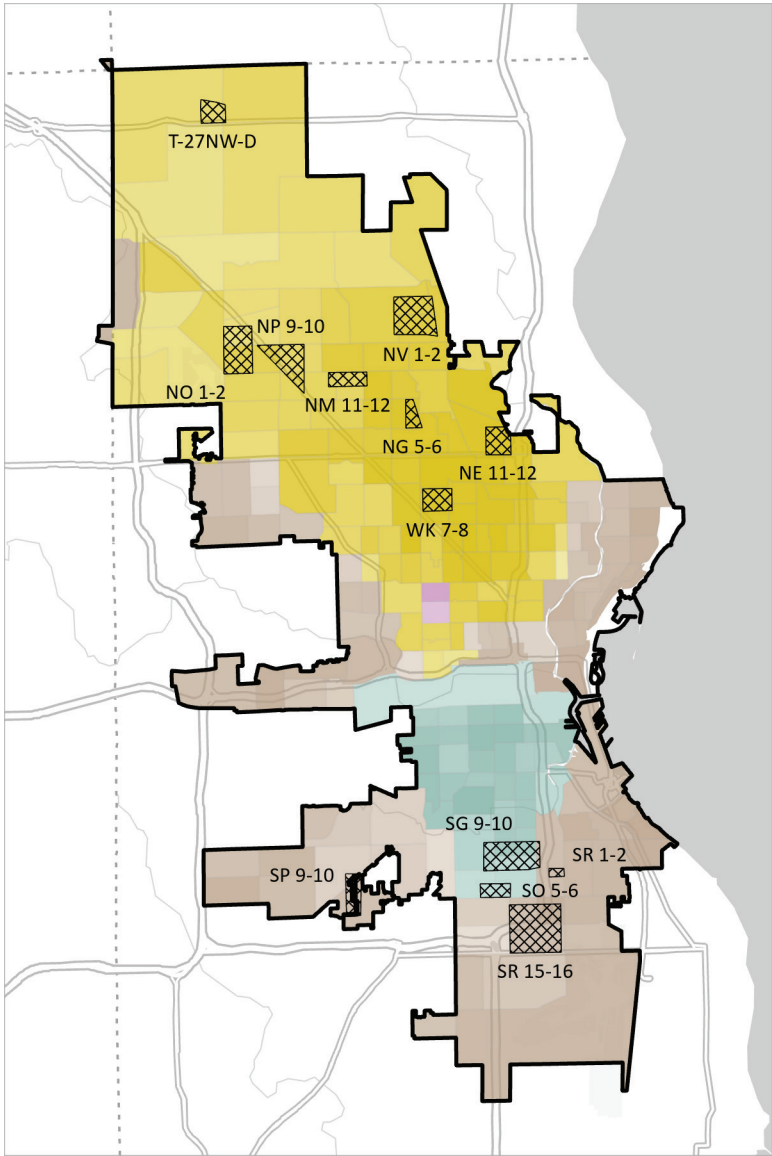 T-27NW-D
NP 9-10
NV 1-2
NO 1-2
NM 11-12
NG 5-6
NE 11-12
WK 7-8
SG 9-10
SR 1-2
SP 9-10
SO 5-6
SR 15-16